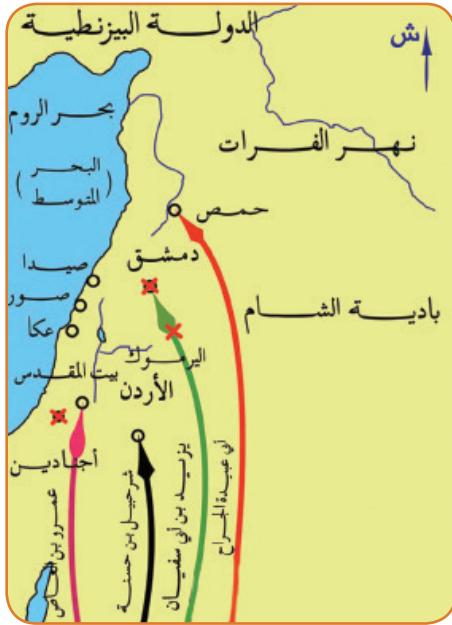 الدولة البيزنطية
ش
بحر الروم
نهر الفرات
البحر
(المتوسط)
حمص
دمشق
صيدا
صور
بادية الشام
عكا
اليرموك
بيت المقدس
الأردن
أجنادين
عمرو بن العاص
شرحبيل بن حسنة
يزيد بن أبي سفيان
أبي عبيدة الجراح